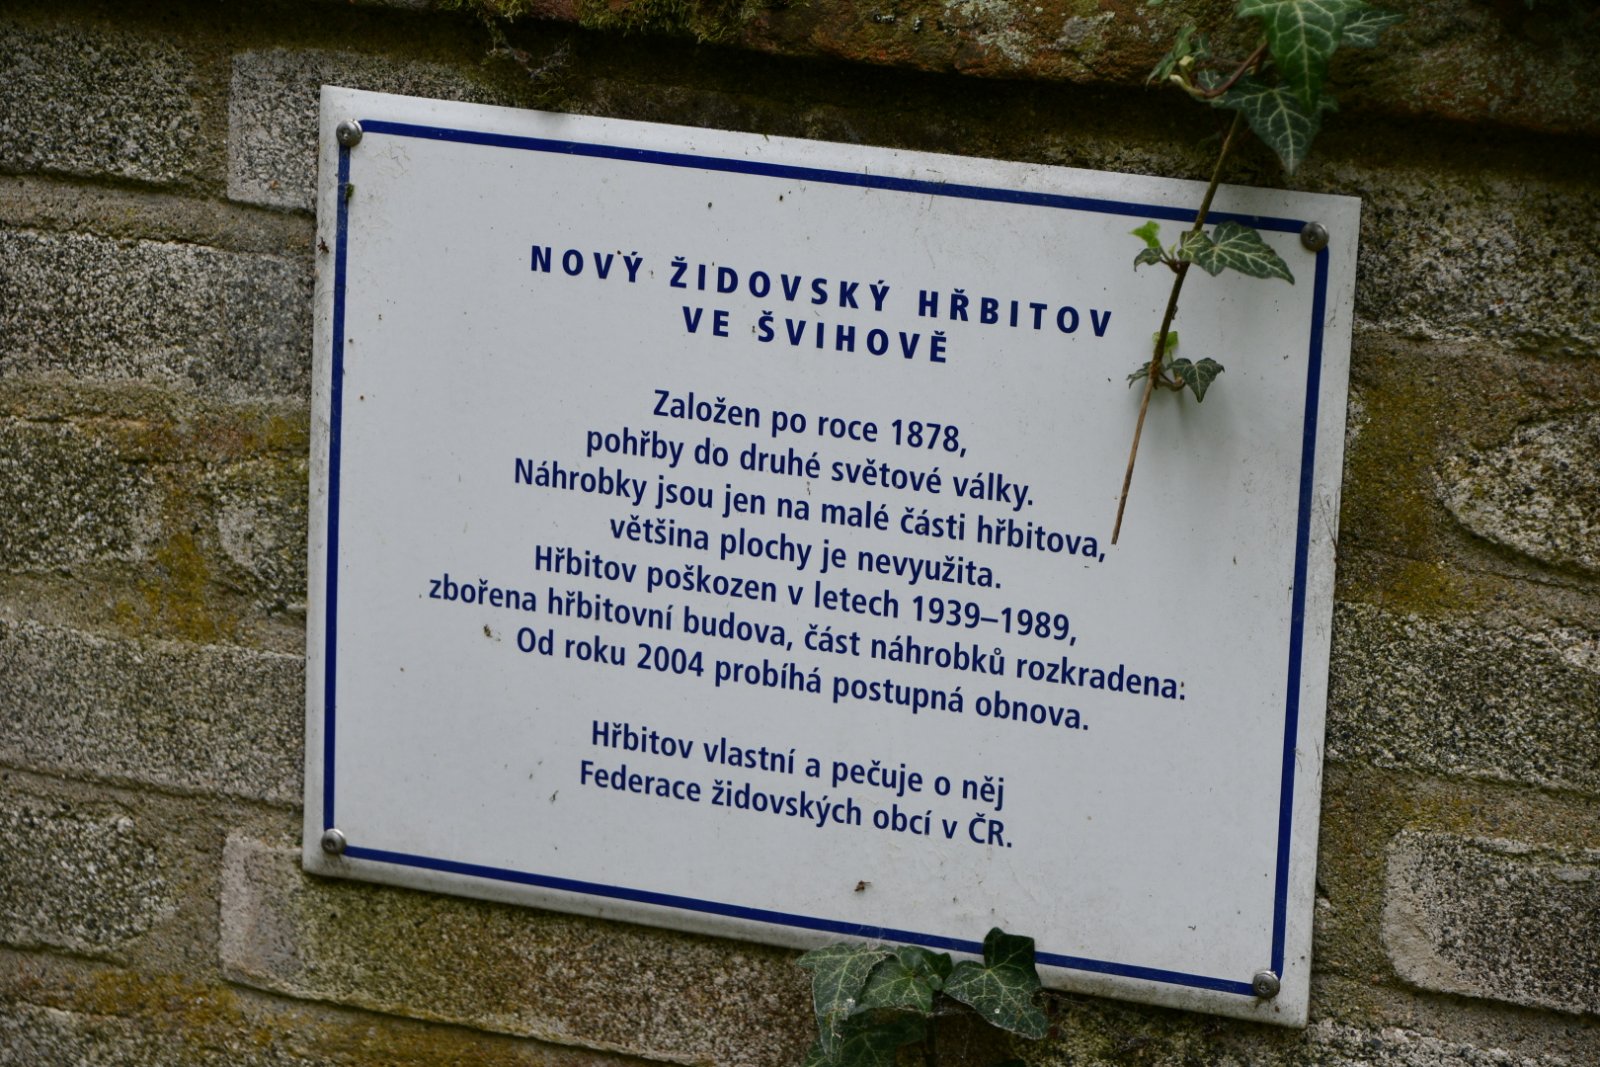 NOVÝ ŽIDOVSKÝ HŘBITOV
VE ŠVIHOVĚ
Založen po roce 1878,
pohřby do druhé světové války.
Náhrobky jsou jen na malé části hřbitova,
většina plochy je nevyužita.
Hřbitov poškozen v letech 1939–1989,
zbořena hřbitovní budova, část náhrobků rozkradena:
Od roku 2004 probíhá postupná obnova.
Hřbitov vlastní a pečuje o něj
Federace židovských obcí v ČR.